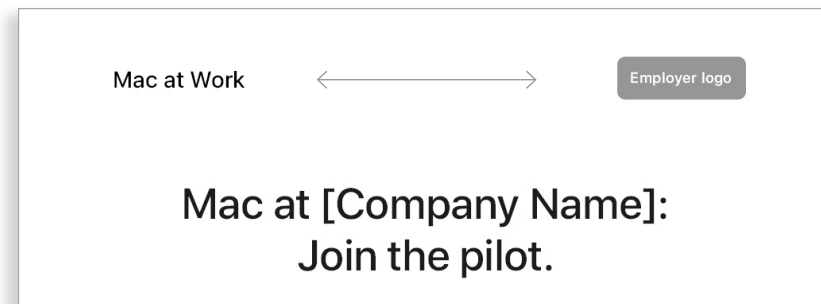 Mac at Work
Employer logo
Mac at [Company Name]:
Join the pilot.